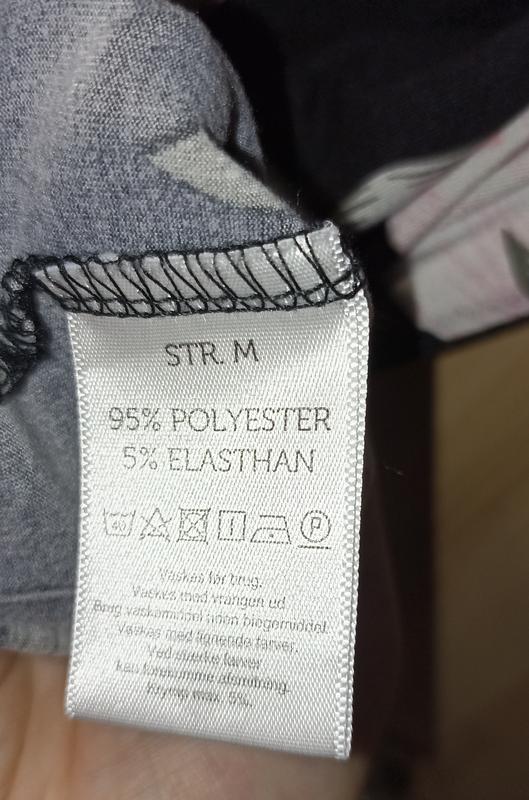 STR. M
95% POLYESTER
5% ELASTHAN
40 P
Vaskes før brug.
Vaskes med vrangen ud
Brug vaskemiddel uden blegemiddel.
Vaskes med lignende farver.
Ved stærke farver
kan forekomme afsmitning.
Krymp max. 5%.